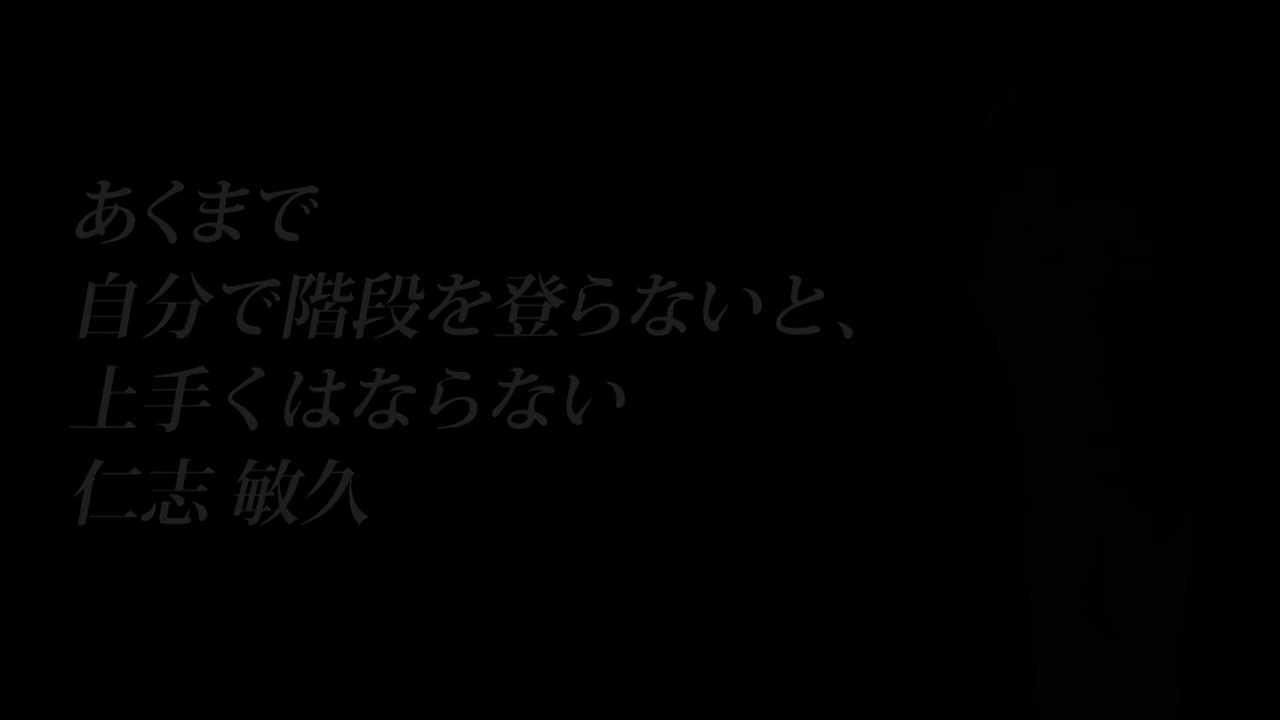 あくまで
自分で階段を登らないと、
上手くはならない
仁志 敏久